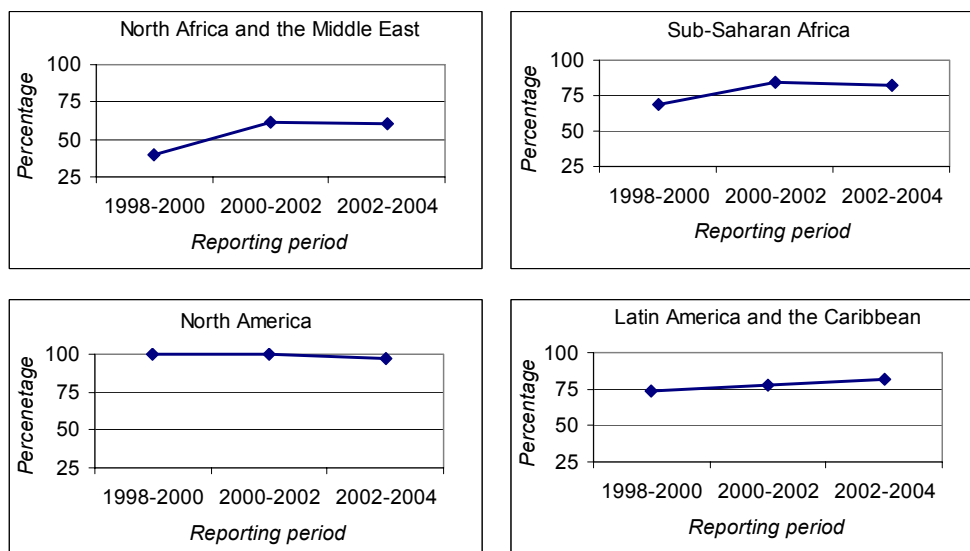 North Africa and the Middle East
Percentage
100
75
50
25
1998-2000 2000-2002 2002-2004
Reporting period
Sub-Saharan Africa
Percentage
100
75
50
25
1998-2000 2000-2002 2002-2004
Reporting period
North America
Percenetage
100
75
50
25
1998-2000 2000-2002 2002-2004
Reporting period
Latin America and the Caribbean
Percentage
100
75
50
25
1998-2000 2000-2002 2002-2004
Reporting period